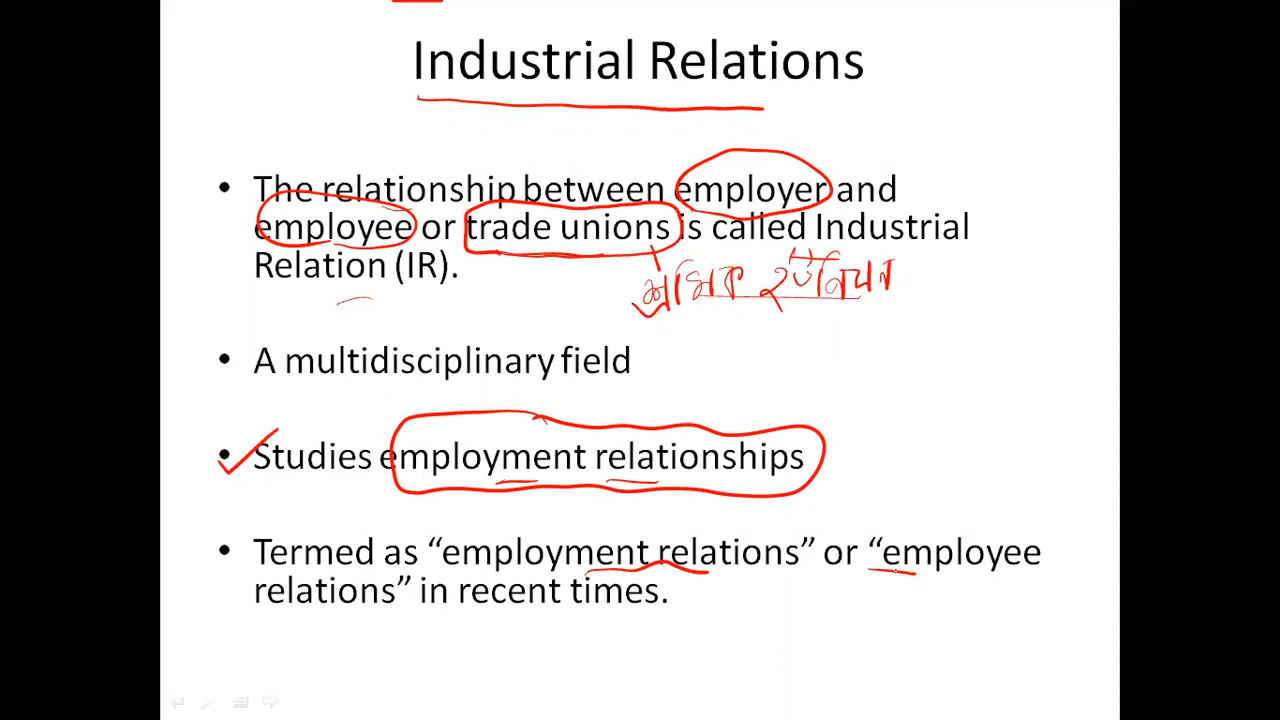 Industrial Relations
• The relationship between employer and
employee or trade unions is called Industrial
Relation (IR).
শ্রমিক
• A multidisciplinary field
• Studies employment relationships
• Termed as “employment relations” or “employee
relations” in recent times.